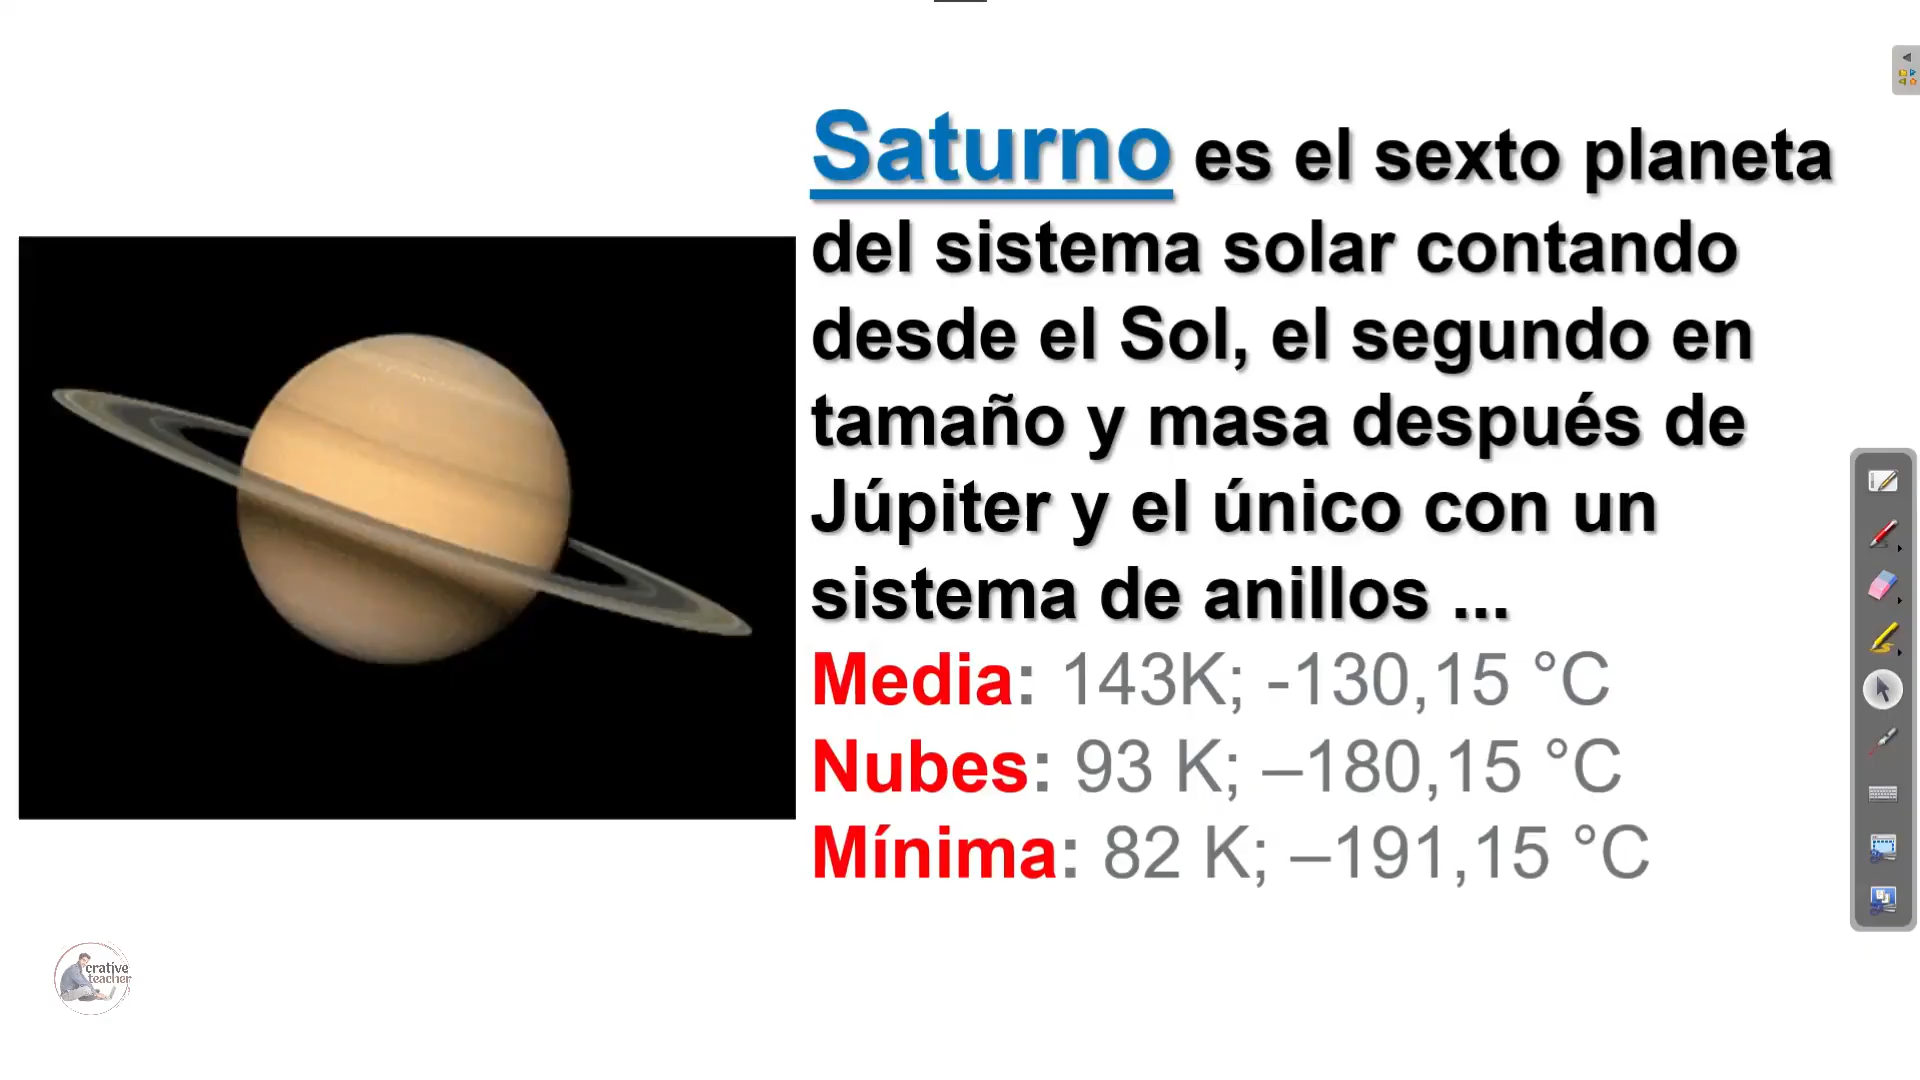 Saturno es el sexto planeta
del sistema solar contando
desde el Sol, el segundo en
tamaño y masa después de
Júpiter y el único con un
sistema de anillos ...
Media: 143K; -130,15 °C
Nubes: 93 K; –180,15 °C
Mínima: 82 K; –191,15 °C
crative
teacher